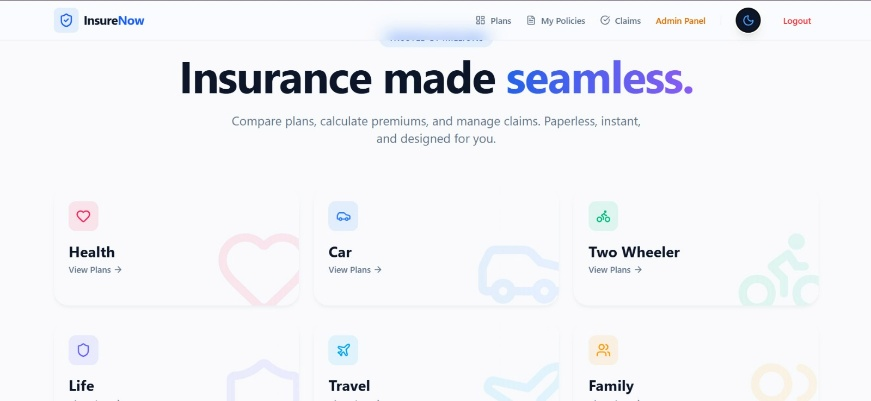 InsureNow
Plans
My Policies
Claims
Admin Panel
Logout
Insurance made seamless.
Compare plans, calculate premiums, and manage claims. Paperless, instant,
and designed for you.
Health
View Plans →
Car
View Plans →
Two Wheeler
View Plans →
Life
Travel
Family